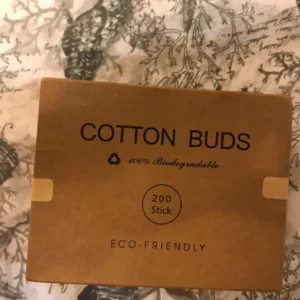 COTTON BUDS
100% Biodegradable
200
Stick
ECO-FRIENDLY